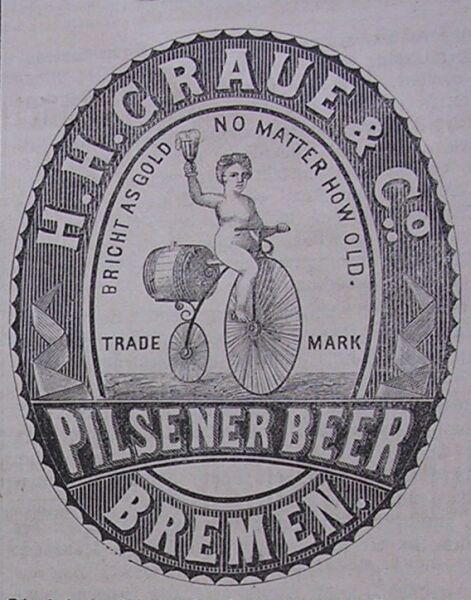 H. H. GRAUE & Co.
BRIGHT AS GOLD NO MATTER HOW OLD.
TRADE MARK
PILSENER BEER
BREMEN.